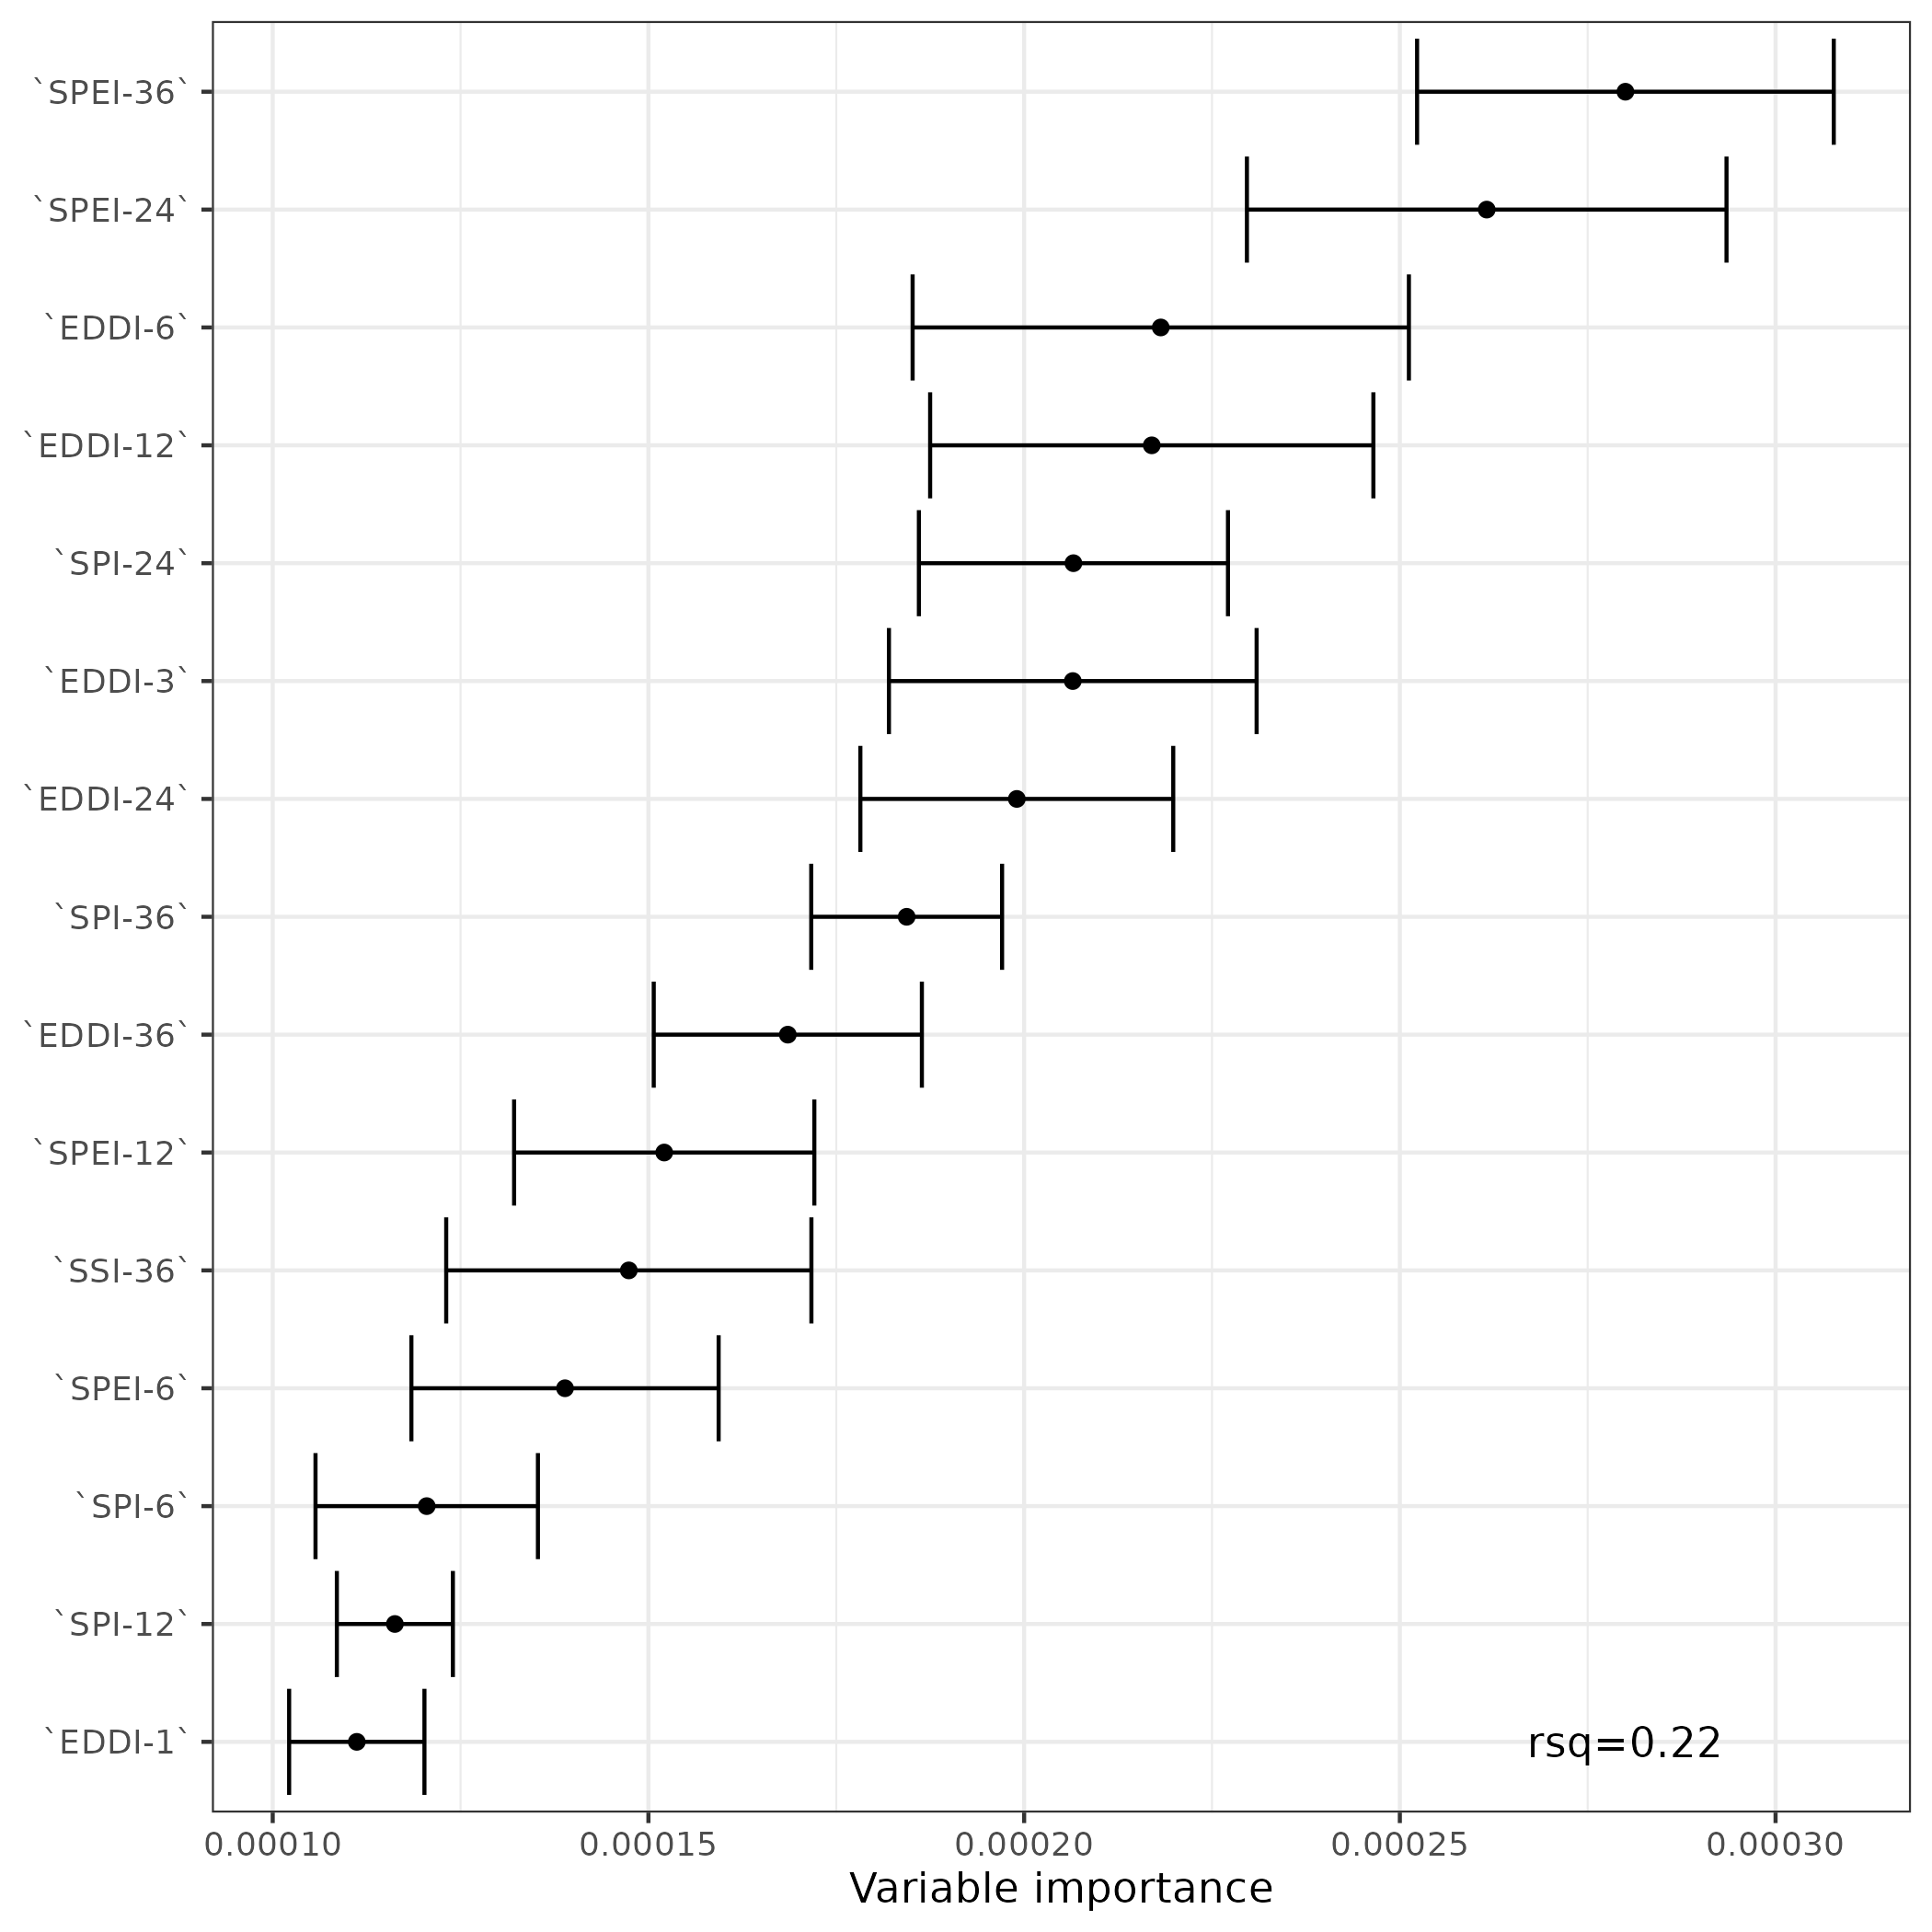 `SPEI-36`
`SPEI-24`
`EDDI-6`
`EDDI-12`
`SPI-24`
`EDDI-3`
`EDDI-24`
`SPI-36`
`EDDI-36`
`SPEI-12`
`SSI-36`
`SPEI-6`
`SPI-6`
`SPI-12`
`EDDI-1`
rsq=0.22
0.00010 0.00015 0.00020 0.00025 0.00030
Variable importance